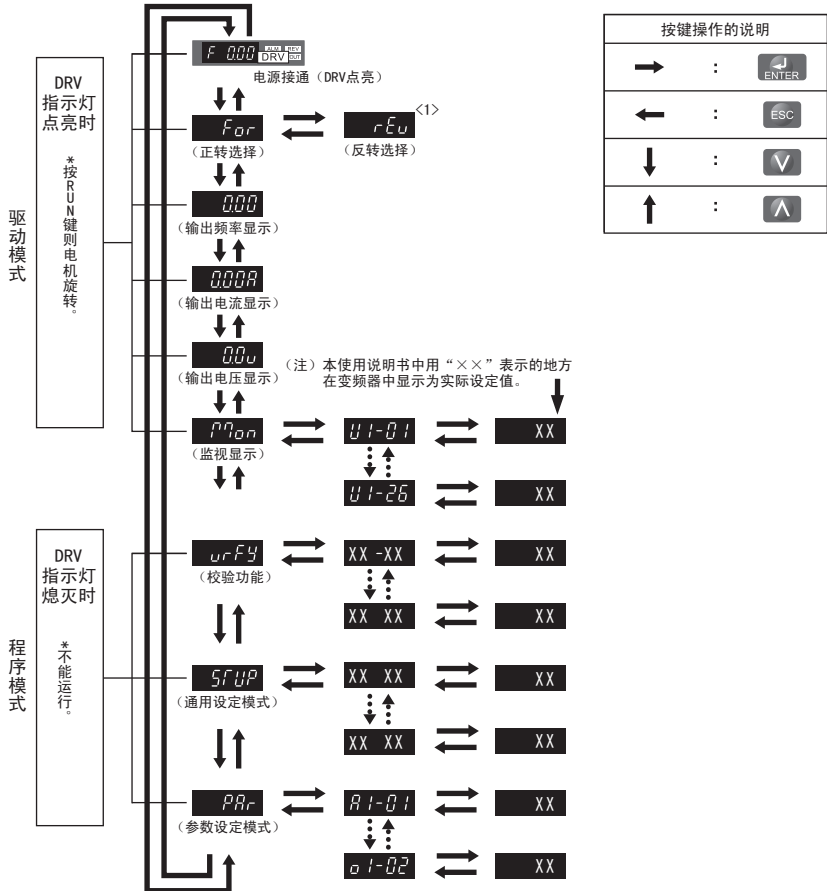 F 0.00
ALM
REV
DRV
OUT
电源接通（DRV点亮）
For
（正转选择）
rEv
<1>
（反转选择）
0.00
（输出频率显示）
0.00A
（输出电流显示）
0.0v
（输出电压显示）
Mon
（监视显示）
U1-01
XX
U1-26
XX
（注）本使用说明书中用“××”表示的地方
在变频器中显示为实际设定值。
驱动模式
DRV
指示灯
点亮时
*按RUN键则电机旋转。
程序模式
DRV
指示灯
熄灭时
*不能运行。
vrFY
（校验功能）
XX -XX
XX
XX XX
XX
STUP
（通用设定模式）
XX XX
XX
XX XX
XX
PAr
（参数设定模式）
A1-01
XX
o1-02
XX
按键操作的说明
→ : ENTER
← : ESC
↓ : ∨
↑ : ∧